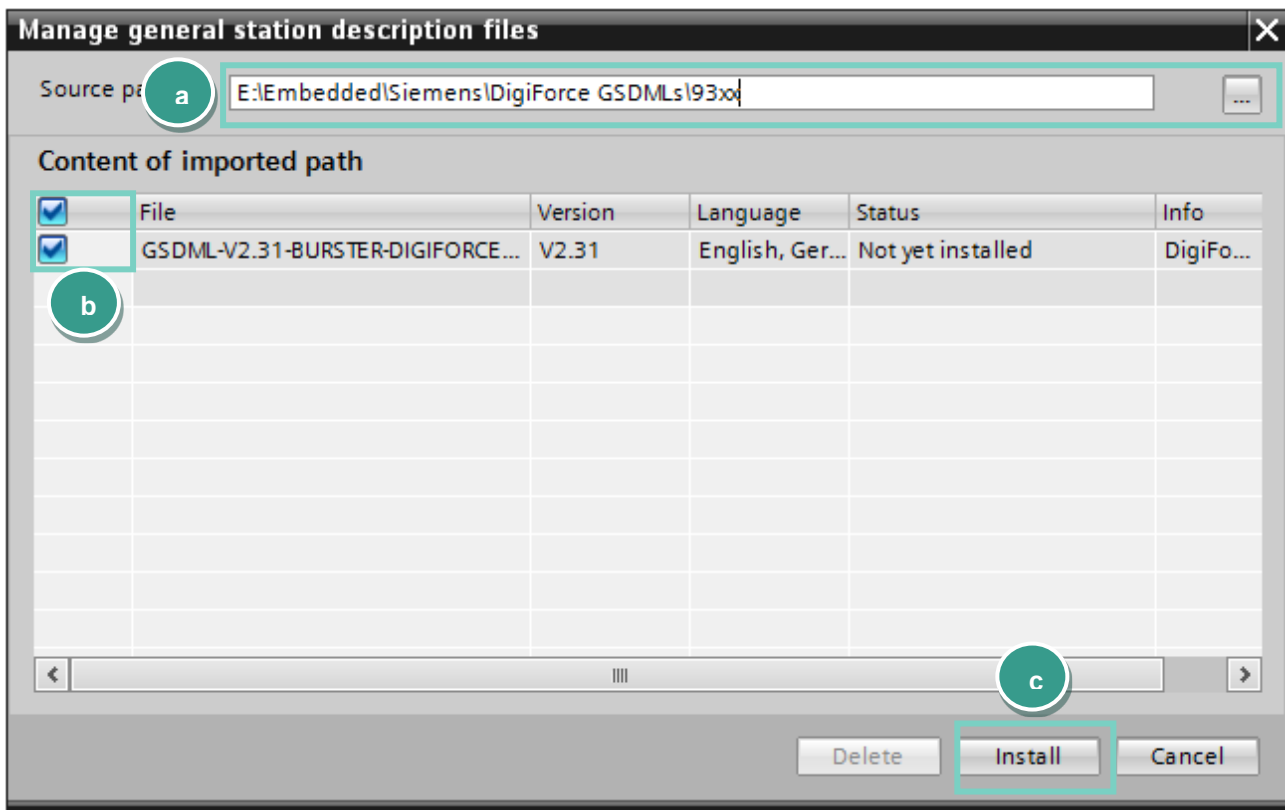 Manage general station description files
Source pa a E:\Embedded\Siemens\DigiForce GSDMLs\93xx ...
Content of imported path
File Version Language Status Info
GSDML-V2.31-BURSTER-DIGIFORCE... V2.31 English, Ger... Not yet installed DigiFo...
b
c
Delete Install Cancel